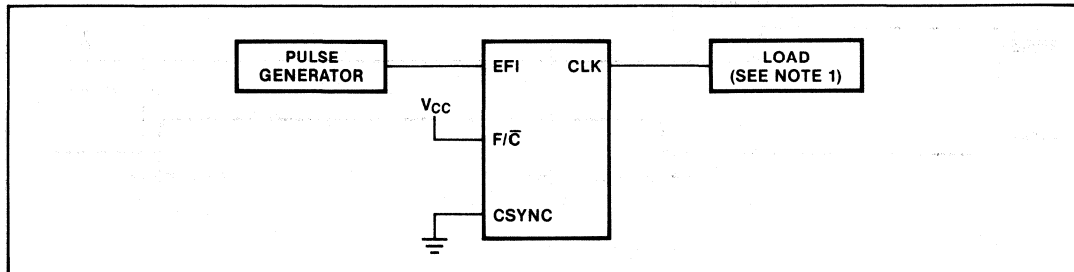 PULSE
GENERATOR
EFI
CLK
LOAD
(SEE NOTE 1)
VCC
F/C̅
CSYNC